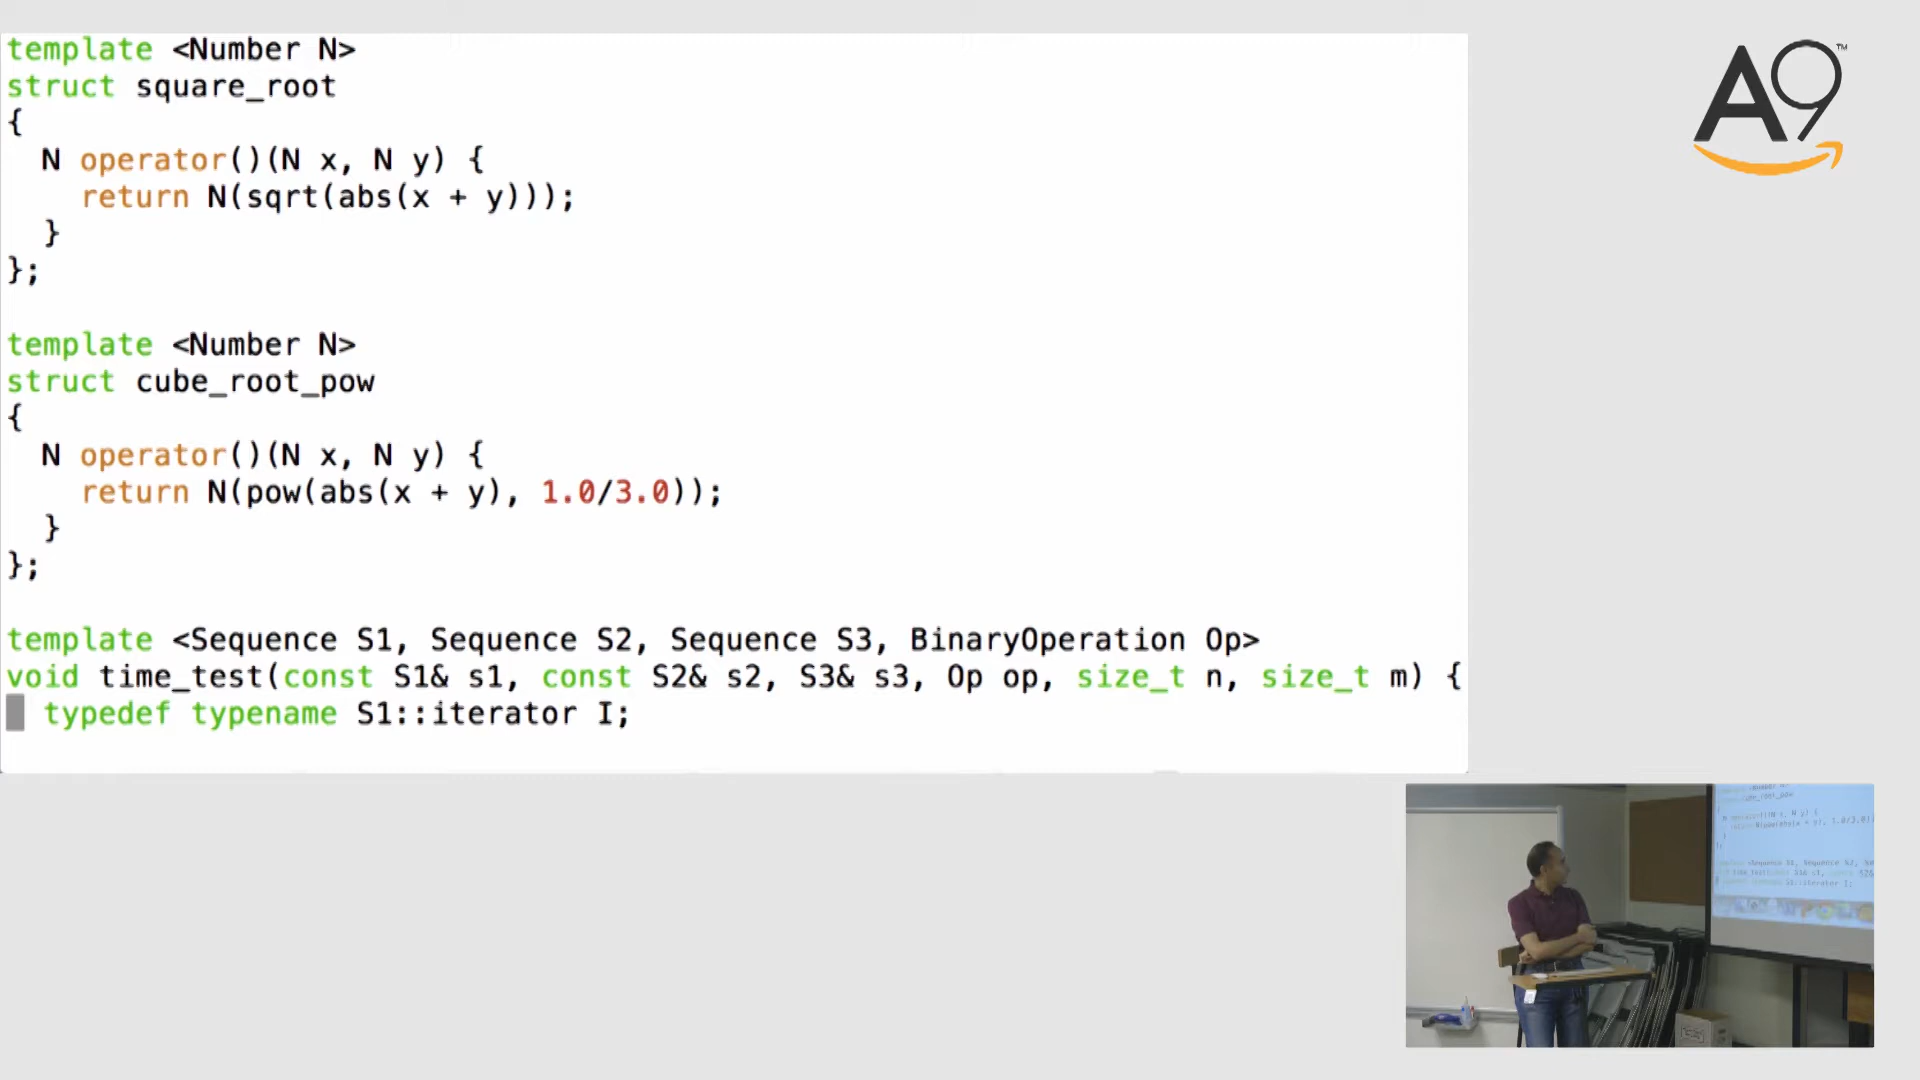 template <Number N>
struct square_root
{
  N operator()(N x, N y) {
    return N(sqrt(abs(x + y)));
  }
};

template <Number N>
struct cube_root_pow
{
  N operator()(N x, N y) {
    return N(pow(abs(x + y), 1.0/3.0));
  }
};

template <Sequence S1, Sequence S2, Sequence S3, BinaryOperation Op>
void time_test(const S1& s1, const S2& s2, S3& s3, Op op, size_t n, size_t m) {
  typedef typename S1::iterator I;
A9™